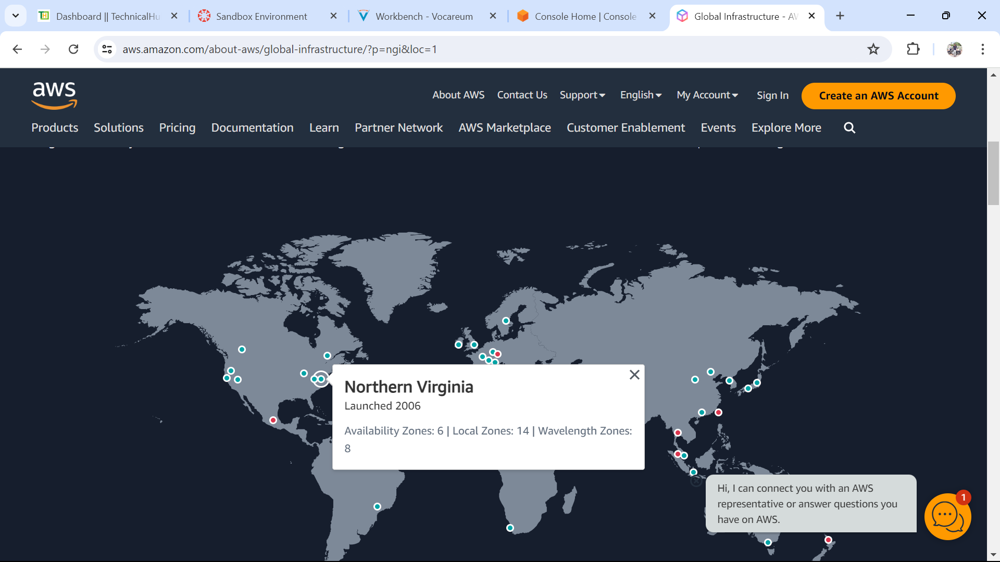 Dashboard || TechnicalHu
Sandbox Environment
Workbench - Vocareum
Console Home | Console
Global Infrastructure - AW
aws.amazon.com/about-aws/global-infrastructure/?p=ngi&loc=1
aws
About AWS
Contact Us
Support
English
My Account
Sign In
Create an AWS Account
Products
Solutions
Pricing
Documentation
Learn
Partner Network
AWS Marketplace
Customer Enablement
Events
Explore More
Northern Virginia
Launched 2006
Availability Zones: 6 | Local Zones: 14 | Wavelength Zones:
8
Hi, I can connect you with an AWS
representative or answer questions you
have on AWS.
1